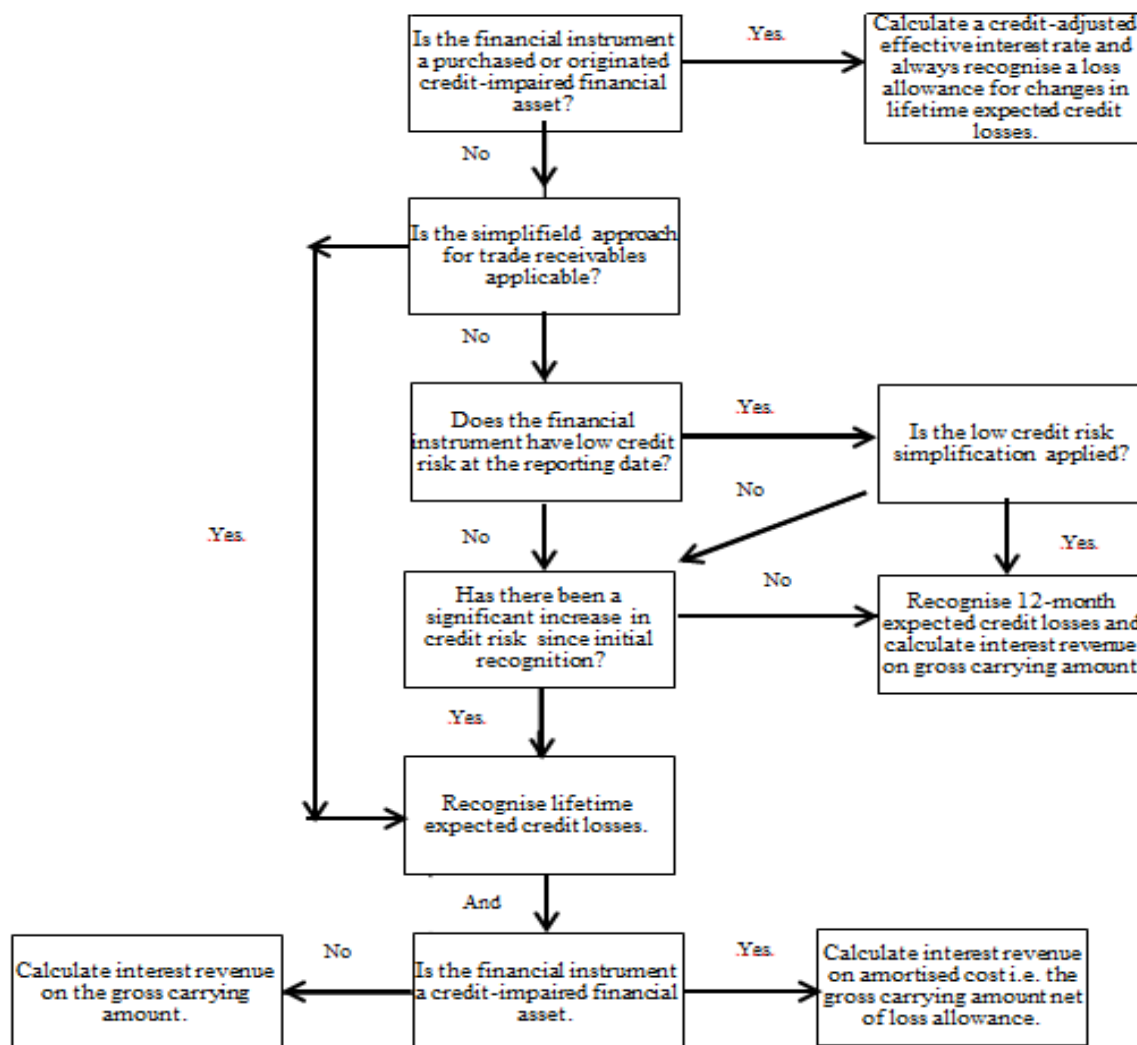 Is the financial instrument
a purchased or originated
credit-impaired financial
asset?
.Yes.
Calculate a credit-adjusted
effective interest rate and
always recognise a loss
allowance for changes in
lifetime expected credit
losses.
No
Is the simplifield approach
for trade receivables
applicable?
No
Does the financial
instrument have low credit
risk at the reporting date?
.Yes.
Is the low credit risk
simplification applied?
No
.Yes.
No
.Yes.
Has there been a
significant increase in
credit risk since initial
recognition?
No
Recognise 12-month
expected credit losses and
calculate interest revenue
on gross carrying amount
.Yes.
Recognise lifetime
expected credit losses.
And
Calculate interest revenue
on the gross carrying
amount.
No
Is the financial instrument
a credit-impaired financial
asset.
.Yes.
Calculate interest revenue
on amortised cost i.e. the
gross carrying amount net
of loss allowance.